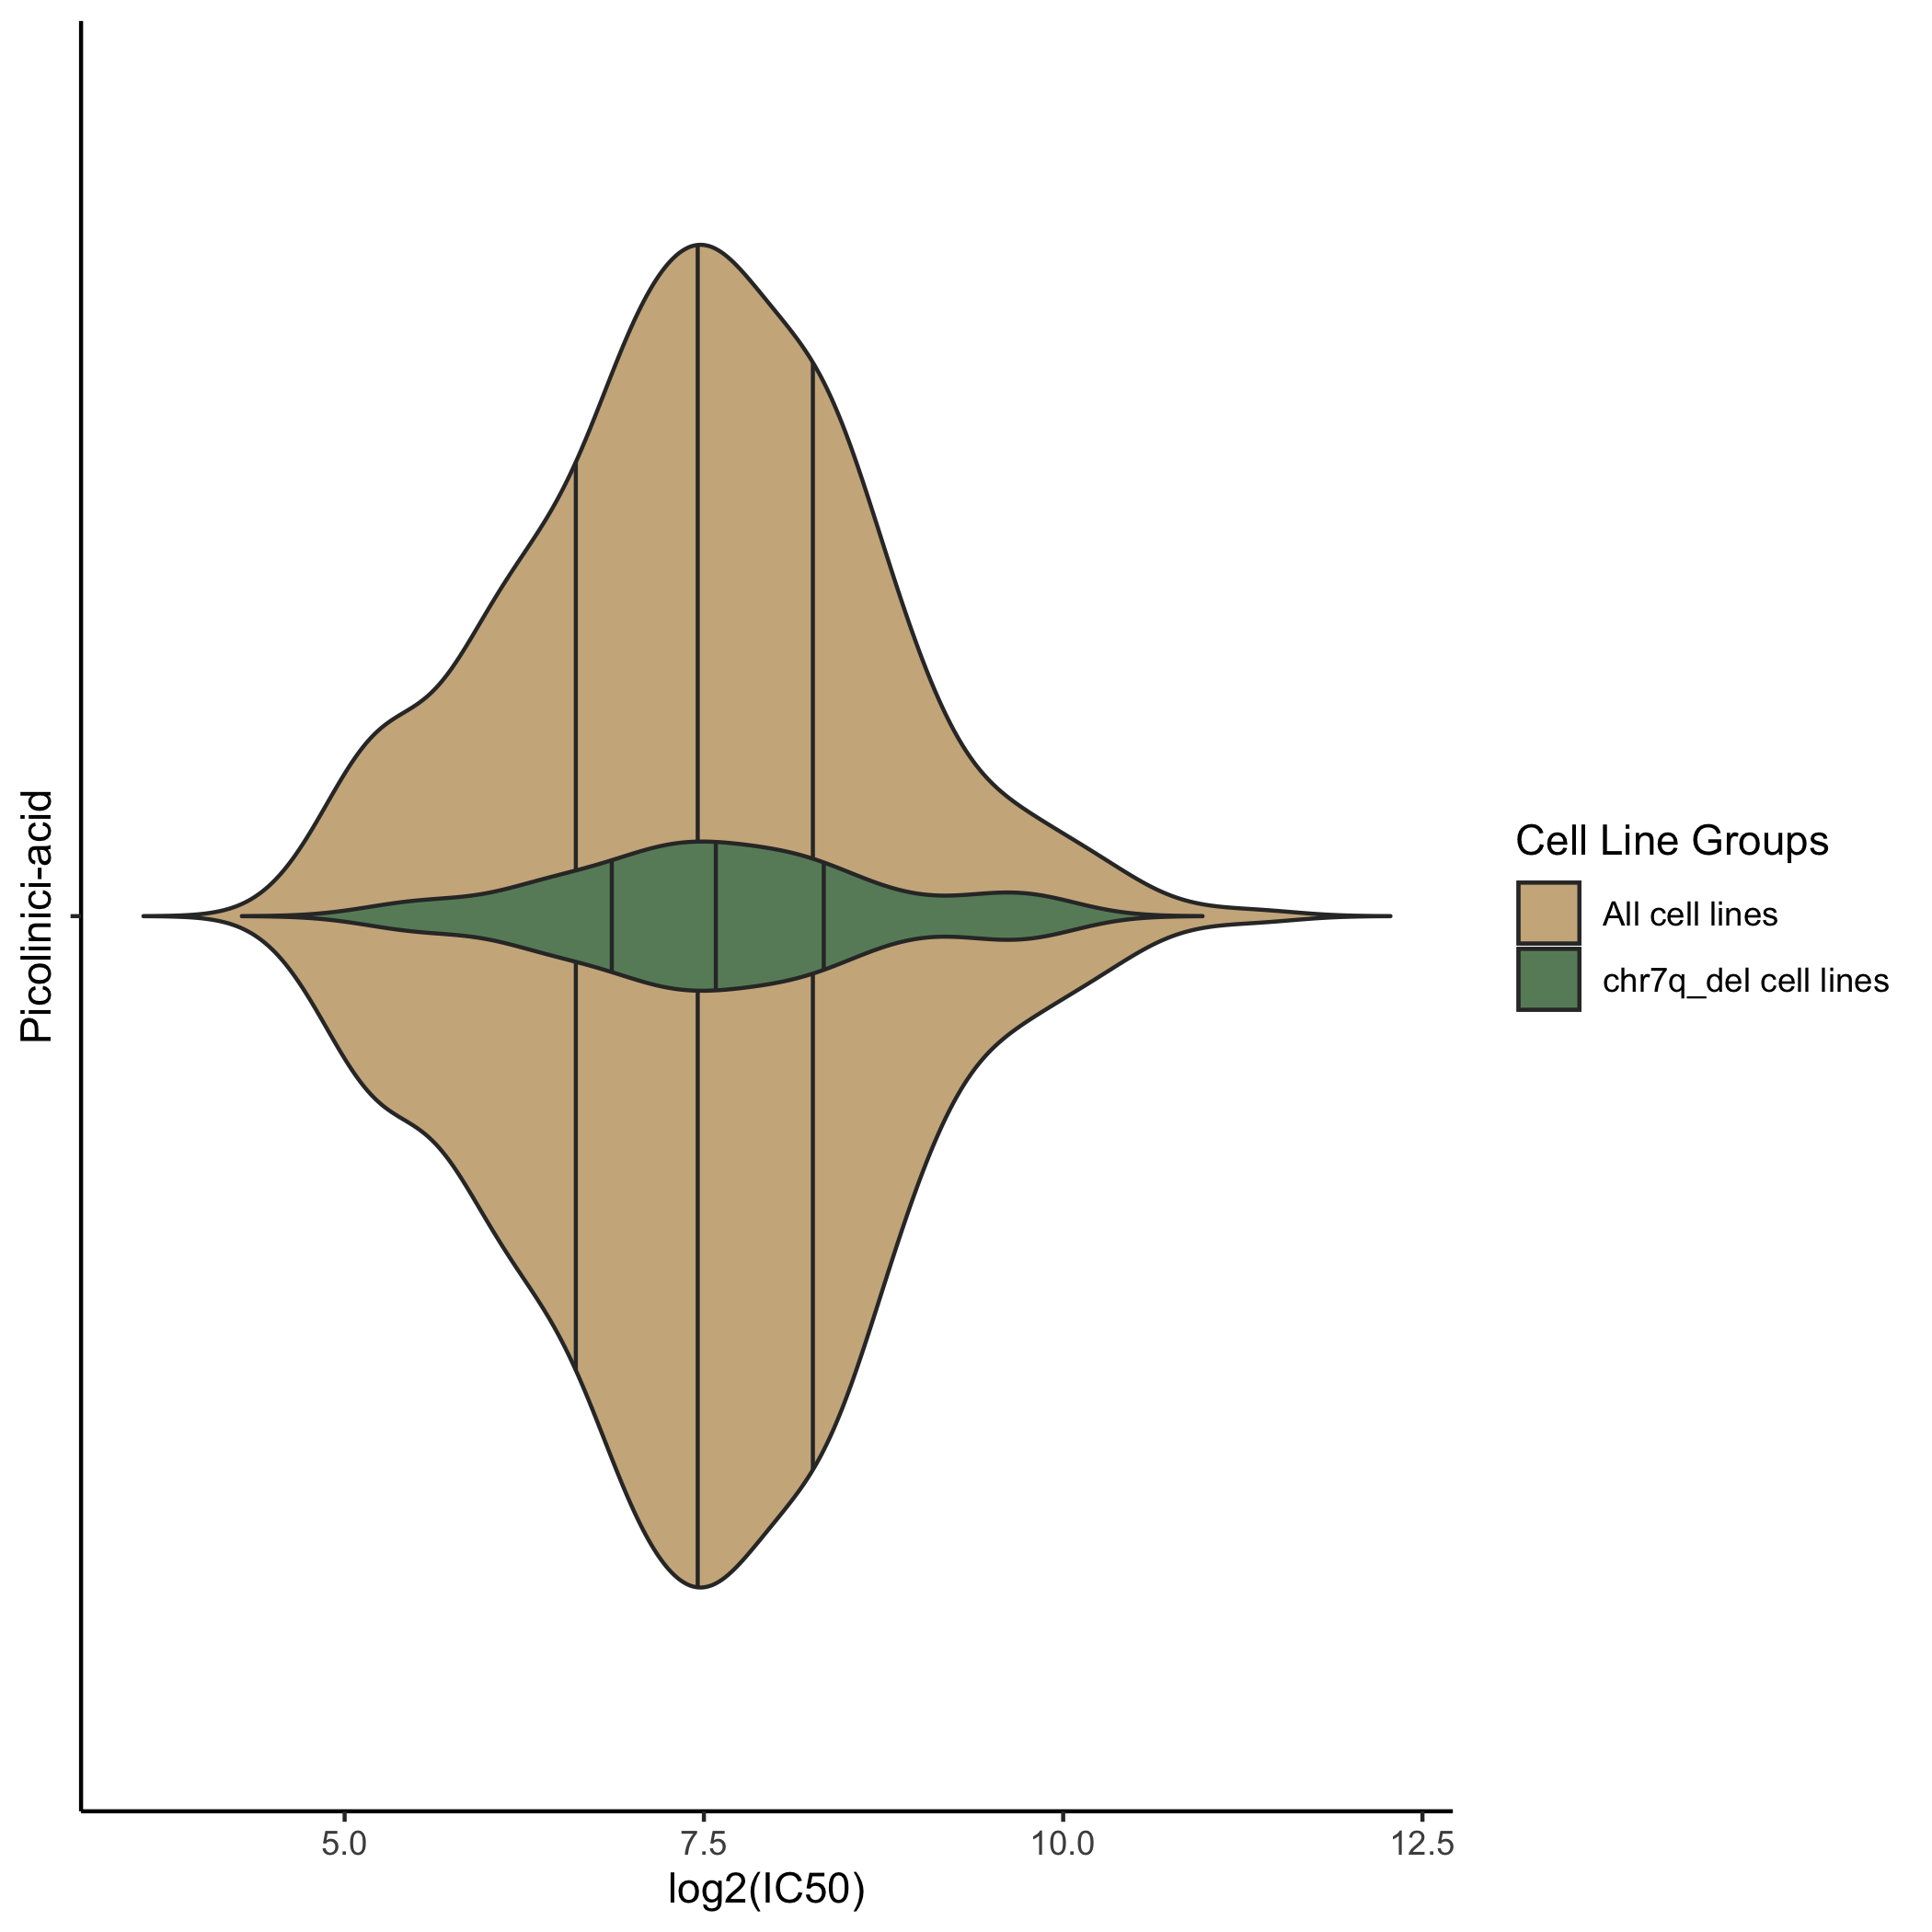 Picolinici-acid
5.0
7.5
10.0
12.5
log2(IC50)
Cell Line Groups
All cell lines
chr7q_del cell lines